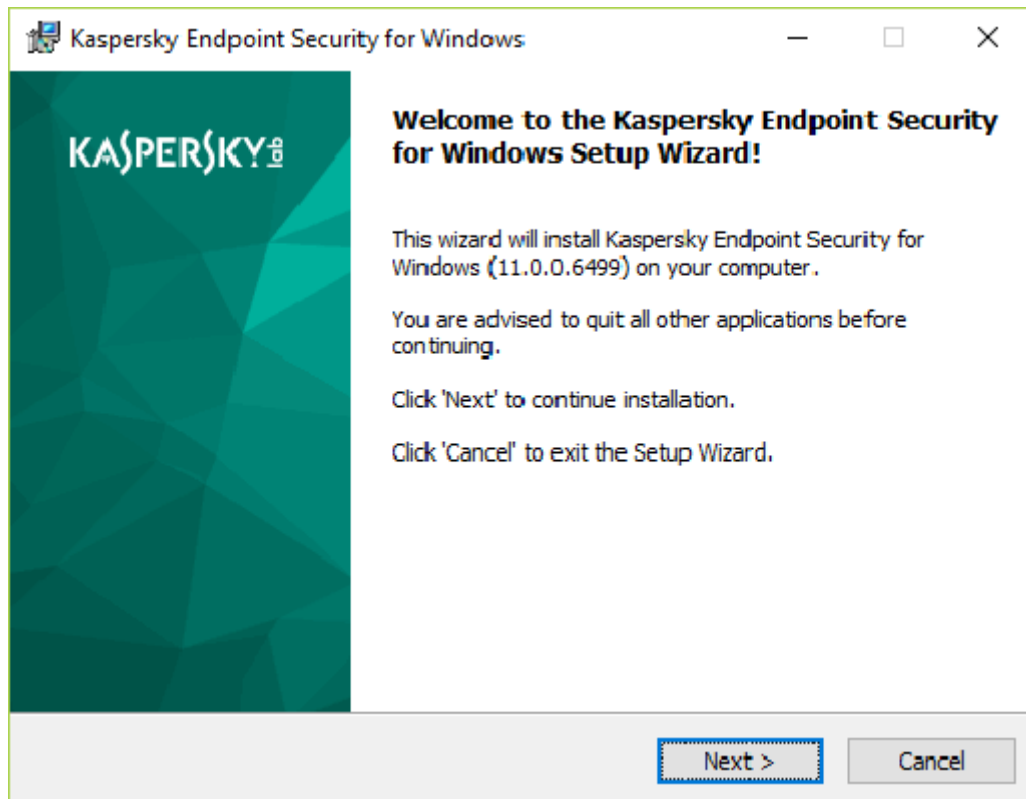 Kaspersky Endpoint Security for Windows
KASPERSKY lab
Welcome to the Kaspersky Endpoint Security
for Windows Setup Wizard!
This wizard will install Kaspersky Endpoint Security for
Windows (11.0.0.6499) on your computer.
You are advised to quit all other applications before
continuing.
Click 'Next' to continue installation.
Click 'Cancel' to exit the Setup Wizard.
Next >
Cancel